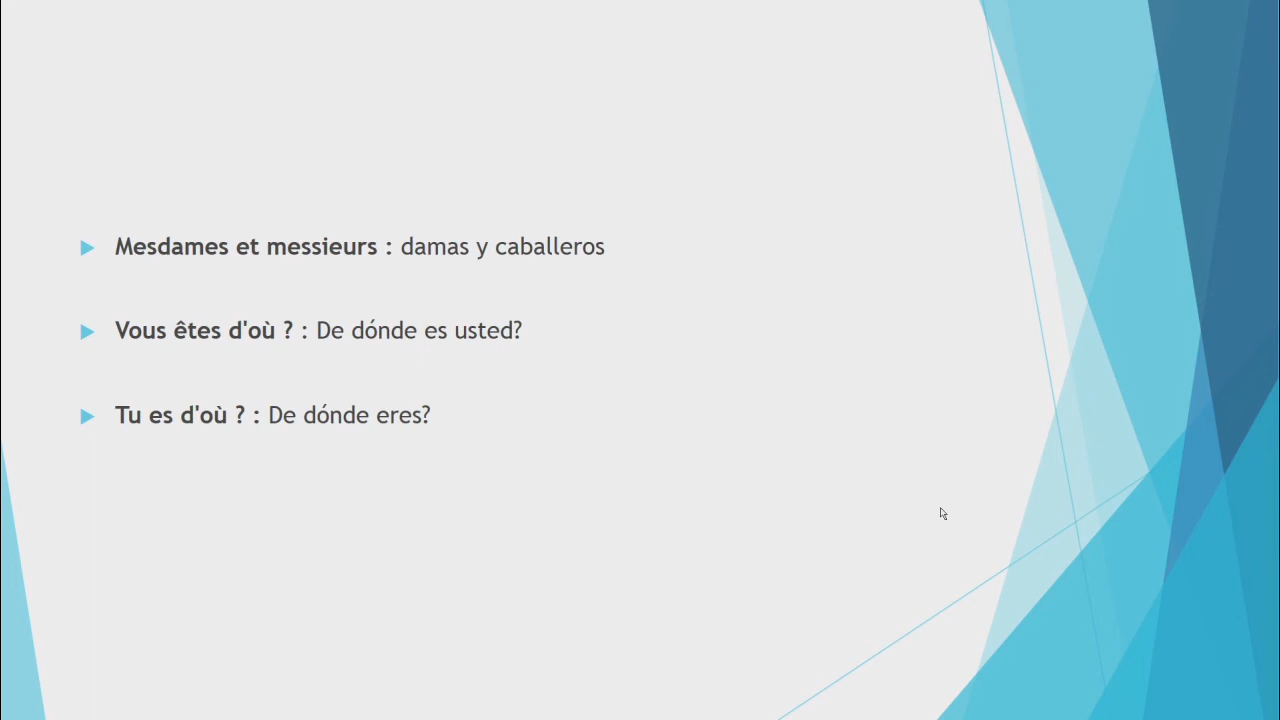 Mesdames et messieurs : damas y caballeros
Vous êtes d'où ? : De dónde es usted?
Tu es d'où ? : De dónde eres?